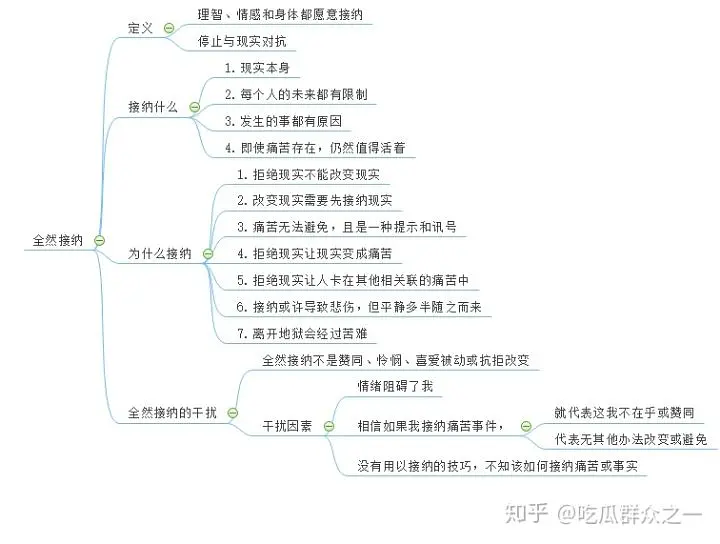 定义
理智、情感和身体都愿意接纳
停止与现实对抗
接纳什么
1. 现实本身
2. 每个人的未来都有限制
3. 发生的事都有原因
4. 即使痛苦存在，仍然值得活着
全然接纳
为什么接纳
1. 拒绝现实不能改变现实
2. 改变现实需要先接纳现实
3. 痛苦无法避免，且是一种提示和讯号
4. 拒绝现实让现实变成痛苦
5. 拒绝现实让人卡在其他相关联的痛苦中
6. 接纳或许导致悲伤，但平静多半随之而来
7. 离开地狱会经过苦难
全然接纳的干扰
全然接纳不是赞同、怜悯、喜爱被动或抗拒改变
干扰因素
情绪阻碍了我
相信如果我接纳痛苦事件，
就代表这我不在乎或赞同
代表无其他办法改变或避免
没有用以接纳的技巧，不知该如何接纳痛苦或事实
知乎 @吃瓜群众之一